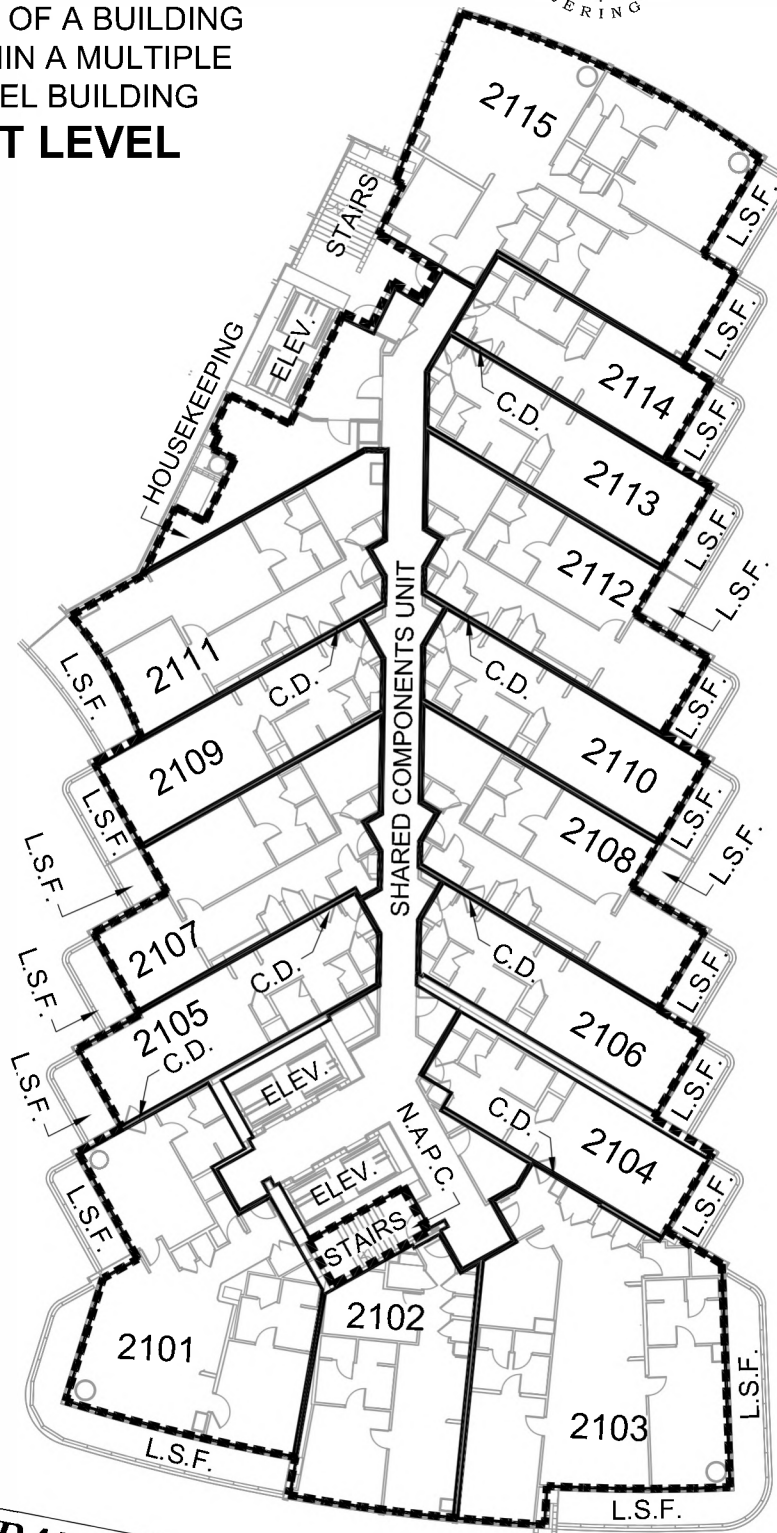 OF A BUILDING
IN A MULTIPLE
EL BUILDING
T LEVEL
ERING
2115
STAIRS
L.S.F.
ELEV.
L.S.F.
HOUSEKEEPING
2114
C.D.
L.S.F.
2113
L.S.F.
2112
L.S.F.
SHARED COMPONENTS UNIT
2111
L.S.F.
C.D.
C.D.
L.S.F.
2109
2110
L.S.F.
L.S.F.
2108
L.S.F.
L.S.F.
2107
C.D.
C.D.
L.S.F.
L.S.F.
2105
C.D.
2106
L.S.F.
L.S.F.
ELEV.
N.A.P.C.
C.D.
2104
ELEV.
L.S.F.
L.S.F.
STAIRS
2101
2102
2103
L.S.F.
L.S.F.
L.S.F.